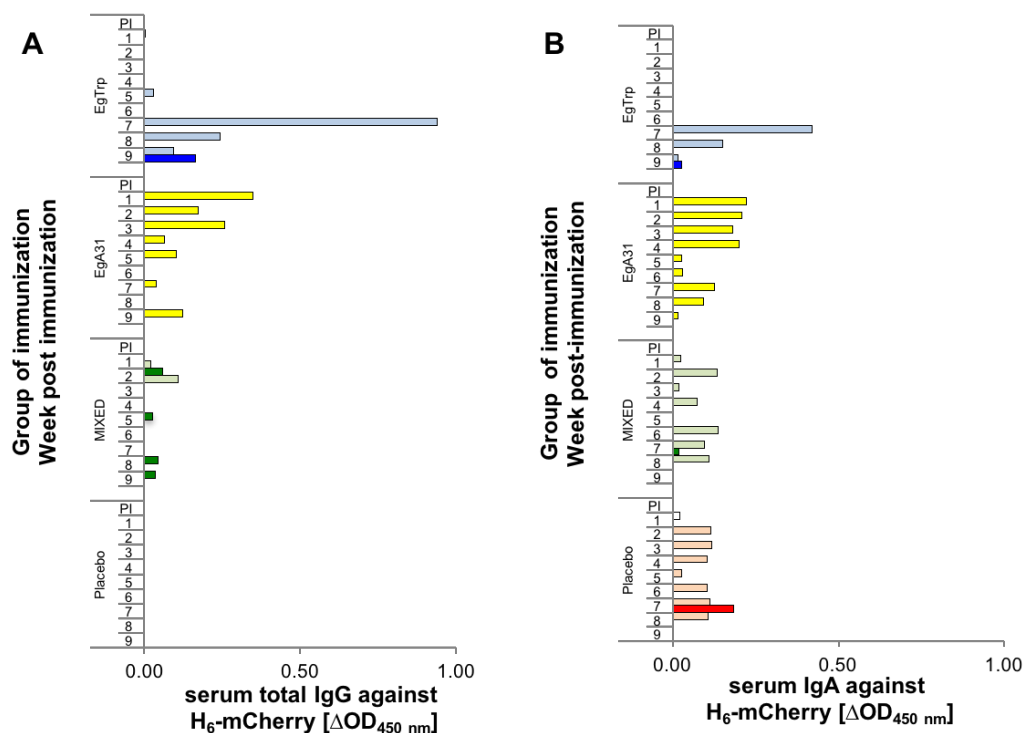 A
Group of immunization
Week post immunization
EgTrp
PI
1
2
3
4
5
6
7
8
9
EgA31
PI
1
2
3
4
5
6
7
8
9
MIXED
PI
1
2
3
4
5
6
7
8
9
Placebo
PI
1
2
3
4
5
6
7
8
9
0.00 0.50 1.00
serum total IgG against
H₆-mCherry [ΔOD₄₅₀ ₙₘ]
B
Group of immunization
Week post-immunization
EgTrp
PI
1
2
3
4
5
6
7
8
9
EgA31
PI
1
2
3
4
5
6
7
8
9
MIXED
PI
1
2
3
4
5
6
7
8
9
Placebo
PI
1
2
3
4
5
6
7
8
9
0.00 0.50 1.00
serum IgA against
H₆-mCherry [ΔOD₄₅₀ ₙₘ]